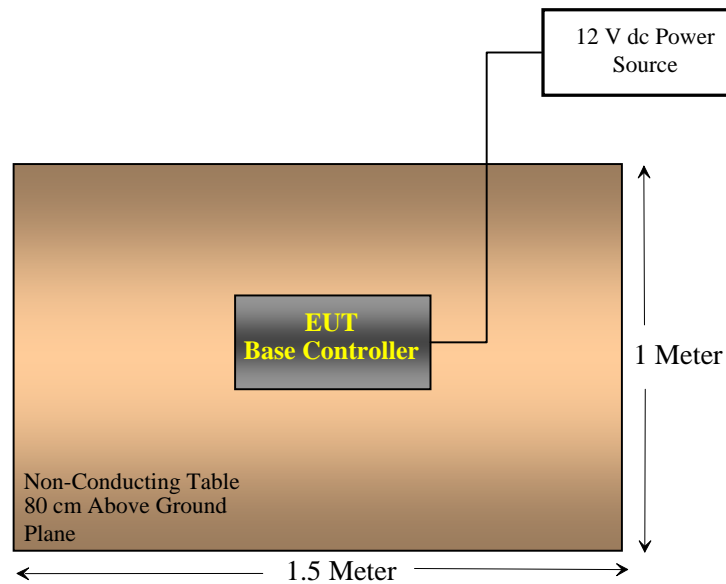 12 V dc Power
Source
EUT
Base Controller
1 Meter
Non-Conducting Table
80 cm Above Ground
Plane
1.5 Meter